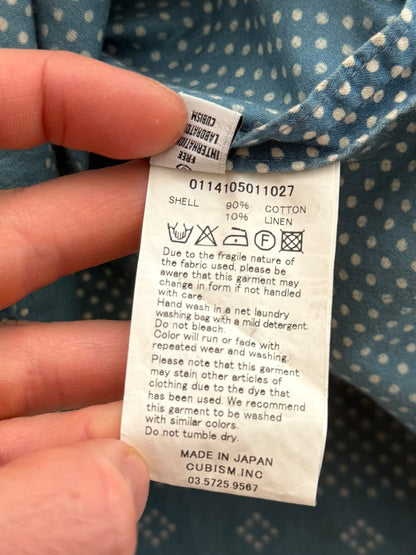 FREE
INTERNATIONAL
LABORATORY
CUBISM
0114105011027
SHELL 90% COTTON
10% LINEN
Due to the fragile nature of
the fabric used, please be
aware that this garment may
change in form if not handled
with care.
Hand wash in a net laundry
washing bag with a mild detergent.
Do not bleach.
Color will run or fade with
repeated wear and washing.
Please note that this garment
may stain other articles of
clothing due to the dye that
has been used. We recommend
this garment to be washed
with similar colors.
Do not tumble dry.
MADE IN JAPAN
CUBISM.INC
03.5725.9567